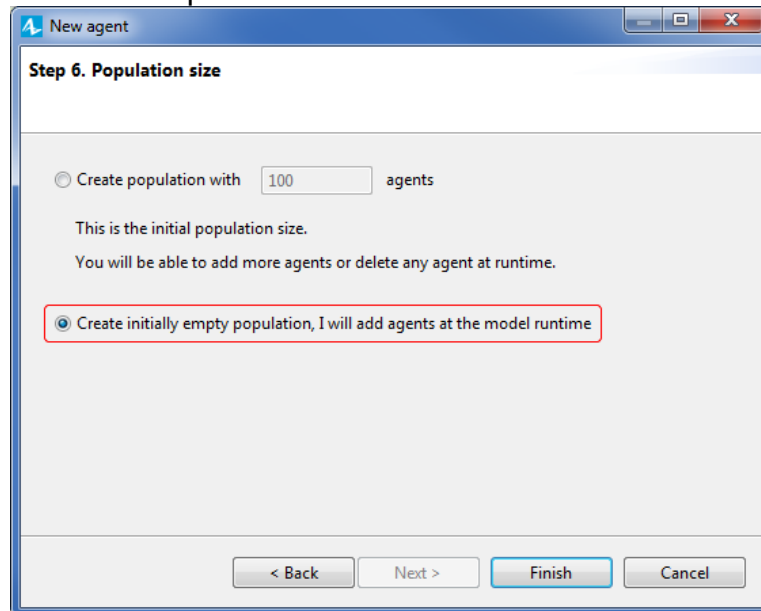 New agent
Step 6. Population size
Create population with 100 agents
This is the initial population size.
You will be able to add more agents or delete any agent at runtime.
Create initially empty population, I will add agents at the model runtime
< Back Next > Finish Cancel